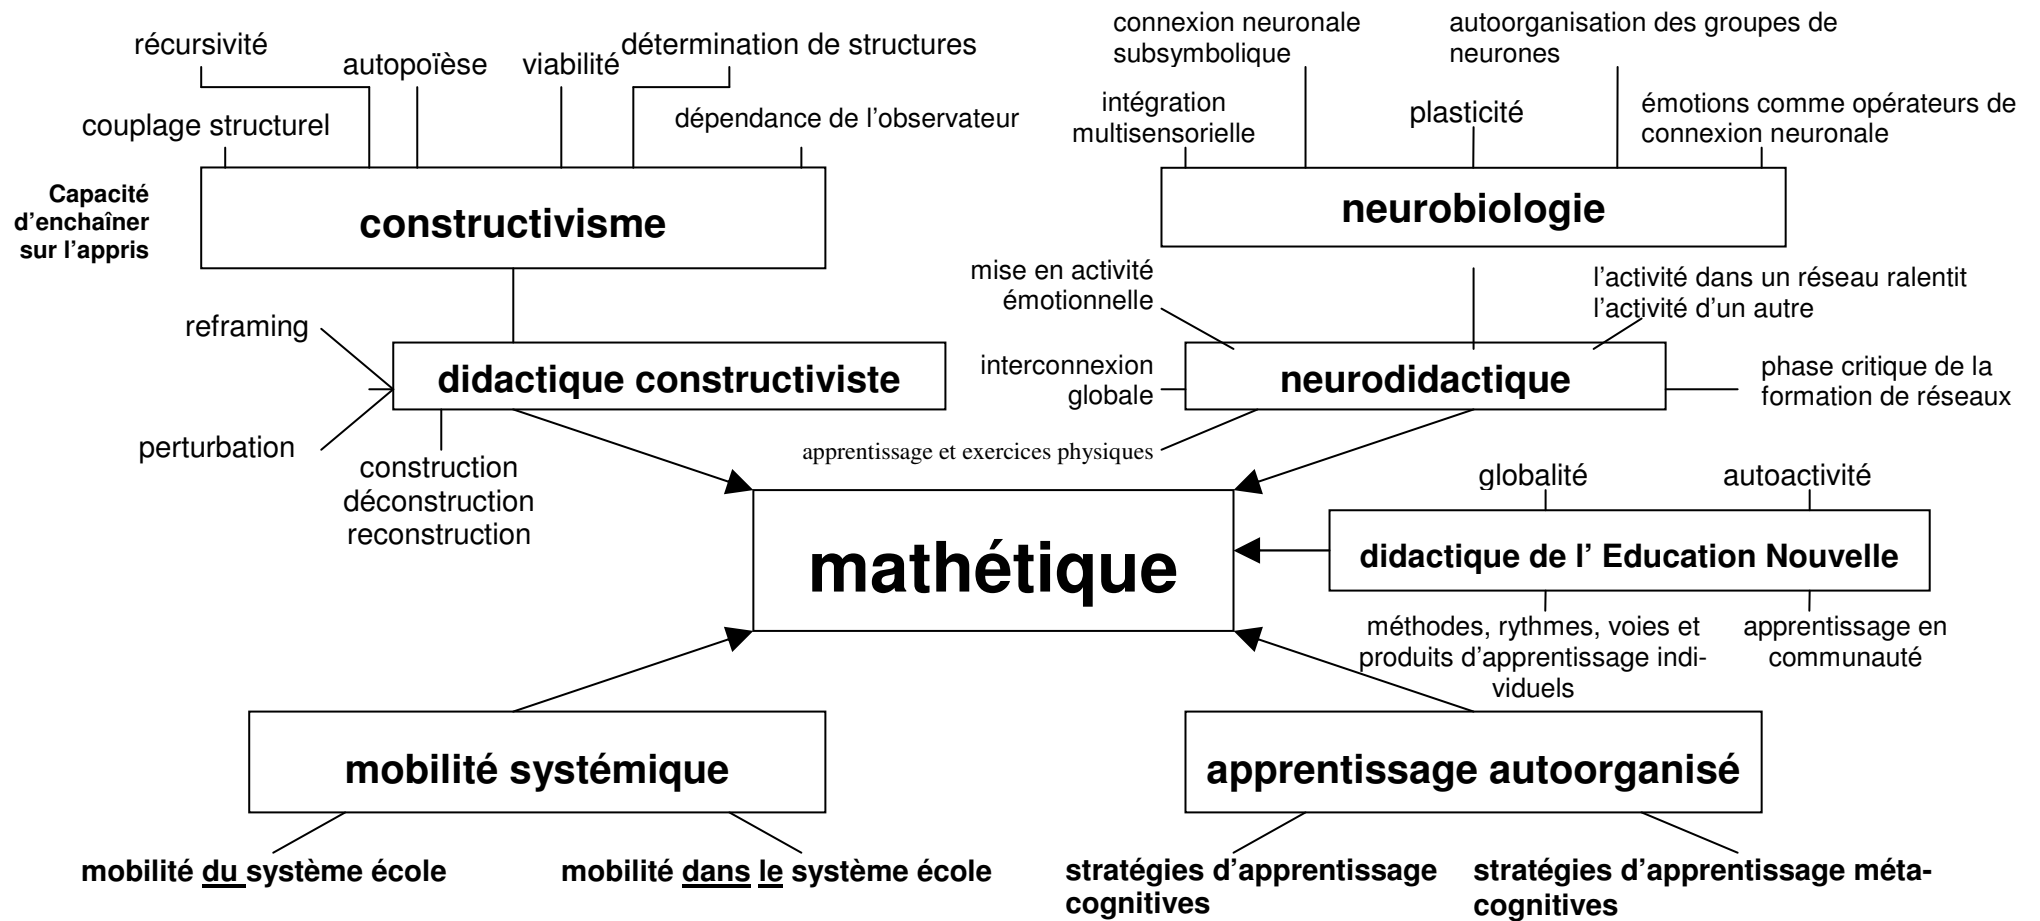 récursivité
autopoïèse
viabilité
détermination de structures
couplage structurel
dépendance de l'observateur
Capacité
d'enchaîner
sur l'appris
constructivisme
connexion neuronale
subsymbolique
autoorganisation des groupes de
neurones
intégration
multisensorielle
plasticité
émotions comme opérateurs de
connexion neuronale
neurobiologie
reframing
didactique constructiviste
perturbation
construction
déconstruction
reconstruction
mise en activité
émotionnelle
l'activité dans un réseau ralentit
l'activité d'un autre
interconnexion
globale
neurodidactique
phase critique de la
formation de réseaux
apprentissage et exercices physiques
mathétique
globalité
autoactivité
didactique de l' Education Nouvelle
méthodes, rythmes, voies et
produits d'apprentissage indi-
viduels
apprentissage en
communauté
mobilité systémique
mobilité du système école
mobilité dans le système école
apprentissage autoorganisé
stratégies d'apprentissage
cognitives
stratégies d'apprentissage méta-
cognitives